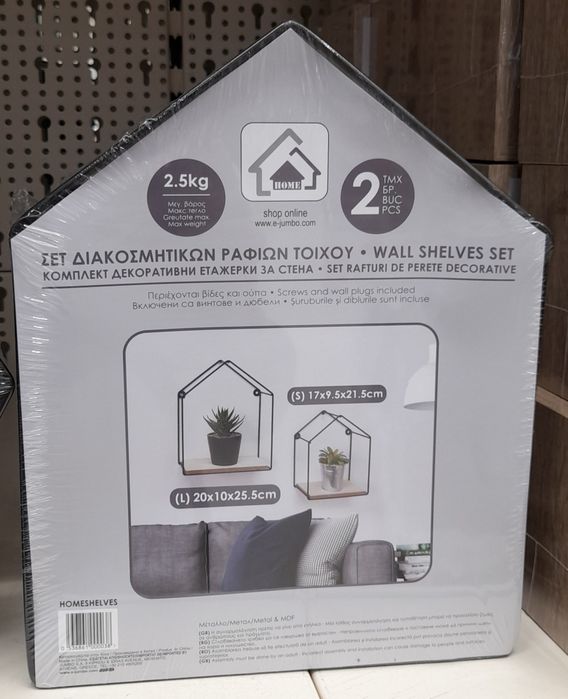 HOME
shop online
www.e-jumbo.com
2.5kg
Μεγ. βάρος
Макс тегло
Greutate max.
Max weight
2 ΤΜΧ
БР.
BUC
PCS
ΣΕΤ ΔΙΑΚΟΣΜΗΤΙΚΩΝ ΡΑΦΙΩΝ ΤΟΙΧΟΥ • WALL SHELVES SET
КОМПЛЕКТ ДЕКОРАТИВНИ ЕТАЖЕРКИ ЗА СТЕНА • SET RAFTURI DE PERETE DECORATIVE
Περιέχονται βίδες και ούπα • Screws and wall plugs included
Включени са винтове и дюбели • Șuruburile și diblurile sunt incluse
(S) 17x9.5x21.5cm
(L) 20x10x25.5cm
HOMESHELVES
Μέταλλο/Метал/Metal & MDF